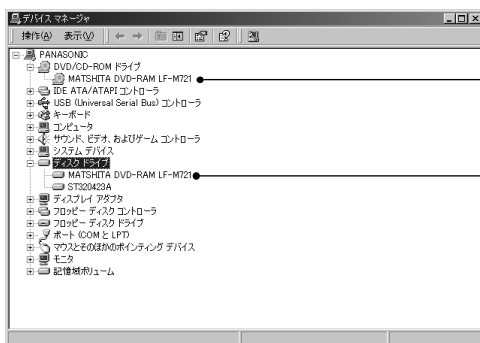 デバイス マネージャ
操作(A) 表示(V)
PANASONIC
DVD/CD-ROM ドライブ
MATSHITA DVD-RAM LF-M721
IDE ATA/ATAPI コントローラ
USB (Universal Serial Bus) コントローラ
キーボード
コンピュータ
サウンド、ビデオ、およびゲーム コントローラ
システム デバイス
ディスク ドライブ
MATSHITA DVD-RAM LF-M721
ST320423A
ディスプレイ アダプタ
フロッピー ディスク コントローラ
フロッピー ディスク ドライブ
ポート (COM と LPT)
マウスとそのほかのポインティング デバイス
モニタ
記憶域ボリューム